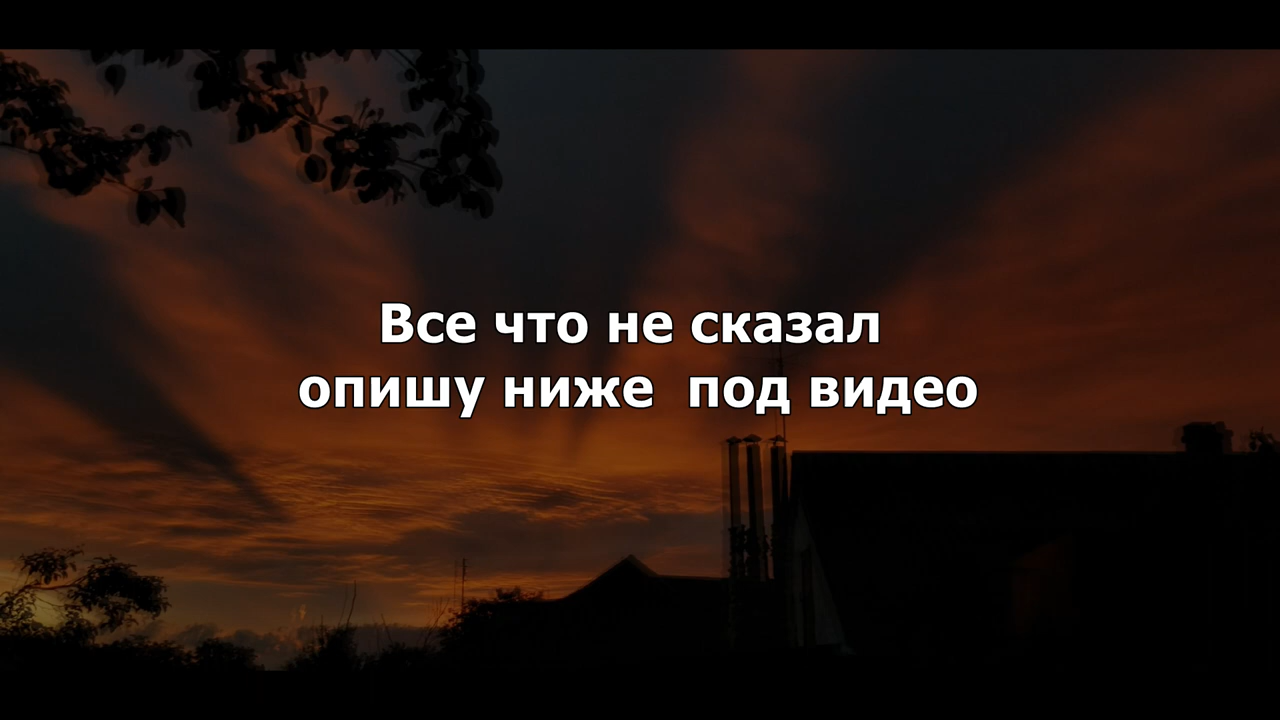 Все что не сказал
опишу ниже под видео